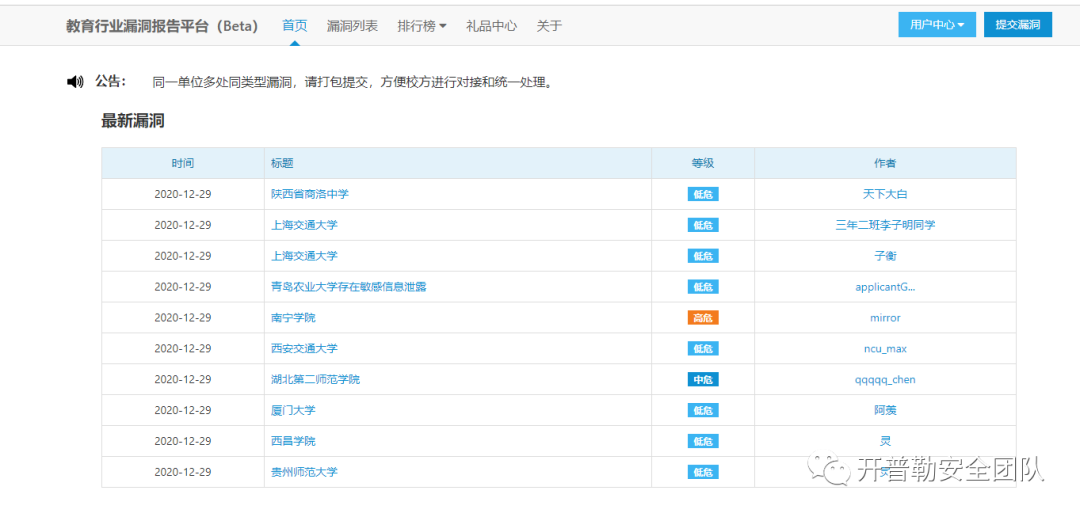 教育行业漏洞报告平台（Beta） 首页 漏洞列表 排行榜 礼品中心 关于 用户中心 提交漏洞
公告： 同一单位多处同类型漏洞，请打包提交，方便校方进行对接和统一处理。
最新漏洞
时间 标题 等级 作者
2020-12-29 陕西省商洛中学 低危 天下大白
2020-12-29 上海交通大学 低危 三年二班李子明同学
2020-12-29 上海交通大学 低危 子衡
2020-12-29 青岛农业大学存在敏感信息泄露 低危 applicantG...
2020-12-29 南宁学院 高危 mirror
2020-12-29 西安交通大学 低危 ncu_max
2020-12-29 湖北第二师范学院 中危 qqqqq_chen
2020-12-29 厦门大学 低危 阿羡
2020-12-29 西昌学院 低危 灵
2020-12-29 贵州师范大学 低危
开普勒安全团队